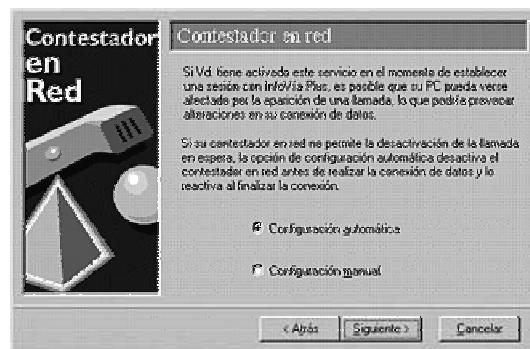 Contestador
en
Red
Contestador en red
Si Vd. tiene activado este servicio en el momento de establecer
una sesión con InfoVía Plus, es posible que su PC pueda verse
afectado por la aparición de una llamada, lo que podría provocar
alteraciones en su conexión de datos.
Si su contestador en red no permite la desactivación de la llamada
en espera, la opción de configuración automática desactiva el
contestador en red antes de realizar la conexión de datos y lo
reactiva al finalizar la conexión.
Configuración automática
Configuración manual
< Atrás
Siguiente >
Cancelar